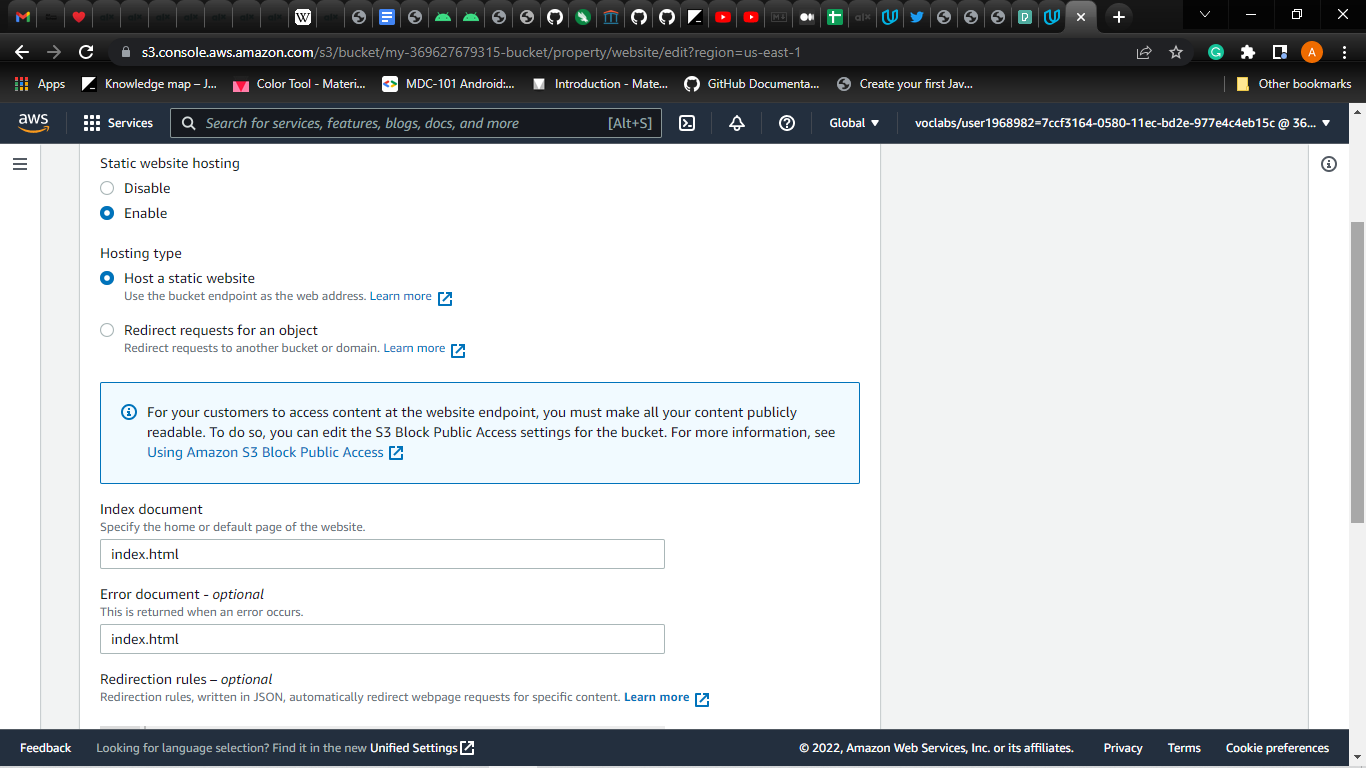 s3.console.aws.amazon.com/s3/bucket/my-369627679315-bucket/property/website/edit?region=us-east-1
A
Apps
Knowledge map – J...
Color Tool - Materi...
MDC-101 Android:...
Introduction - Mate...
GitHub Documenta...
Create your first Jav...
Other bookmarks
aws
Services
Search for services, features, blogs, docs, and more
[Alt+S]
Global
voclabs/user1968982=7ccf3164-0580-11ec-bd2e-977e4c4eb15c @ 36...
Static website hosting
Disable
Enable
Hosting type
Host a static website
Use the bucket endpoint as the web address. Learn more
Redirect requests for an object
Redirect requests to another bucket or domain. Learn more
For your customers to access content at the website endpoint, you must make all your content publicly
readable. To do so, you can edit the S3 Block Public Access settings for the bucket. For more information, see
Using Amazon S3 Block Public Access
Index document
Specify the home or default page of the website.
index.html
Error document - optional
This is returned when an error occurs.
index.html
Redirection rules – optional
Redirection rules, written in JSON, automatically redirect webpage requests for specific content. Learn more
Feedback
Looking for language selection? Find it in the new Unified Settings
© 2022, Amazon Web Services, Inc. or its affiliates.
Privacy
Terms
Cookie preferences